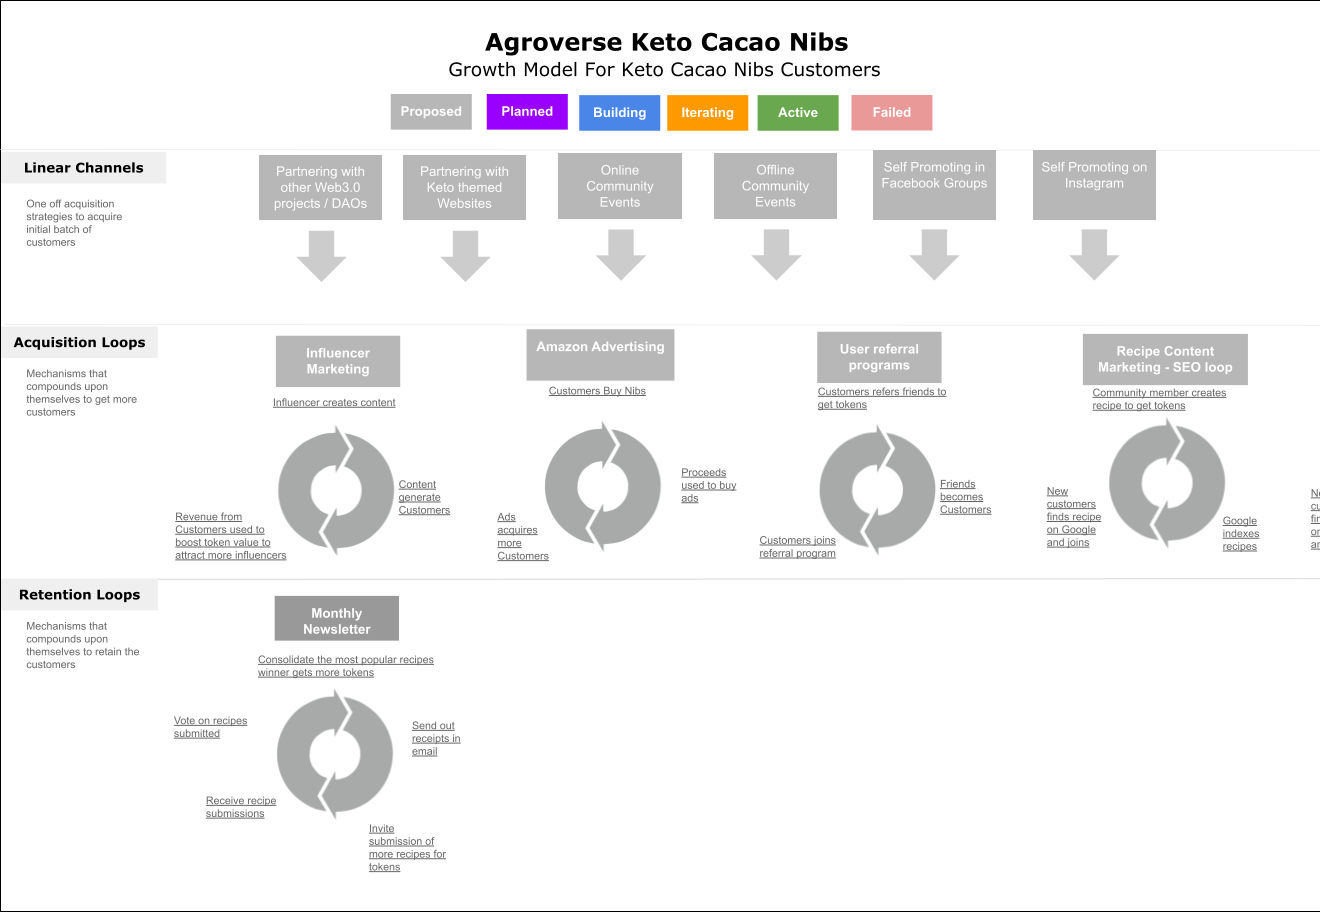 Agroverse Keto Cacao Nibs
Growth Model For Keto Cacao Nibs Customers
Proposed
Planned
Building
Iterating
Active
Failed
Linear Channels
One off acquisition
strategies to acquire
initial batch of
customers
Partnering with
other Web3.0
projects / DAOs
Partnering with
Keto themed
Websites
Online
Community
Events
Offline
Community
Events
Self Promoting in
Facebook Groups
Self Promoting on
Instagram
Acquisition Loops
Mechanisms that
compounds upon
themselves to get more
customers
Influencer
Marketing
Influencer creates content
Content
generate
Customers
Revenue from
Customers used to
boost token value to
attract more influencers
Amazon Advertising
Customers Buy Nibs
Proceeds
used to buy
ads
Ads
acquires
more
Customers
User referral
programs
Customers refers friends to
get tokens
Friends
becomes
Customers
Customers joins
referral program
Recipe Content
Marketing - SEO loop
Community member creates
recipe to get tokens
Google
indexes
recipes
New
customers
finds recipe
on Google
and joins
Retention Loops
Mechanisms that
compounds upon
themselves to retain the
customers
Monthly
Newsletter
Consolidate the most popular recipes
winner gets more tokens
Send out
receipts in
email
Invite
submission of
more recipes for
tokens
Receive recipe
submissions
Vote on recipes
submitted